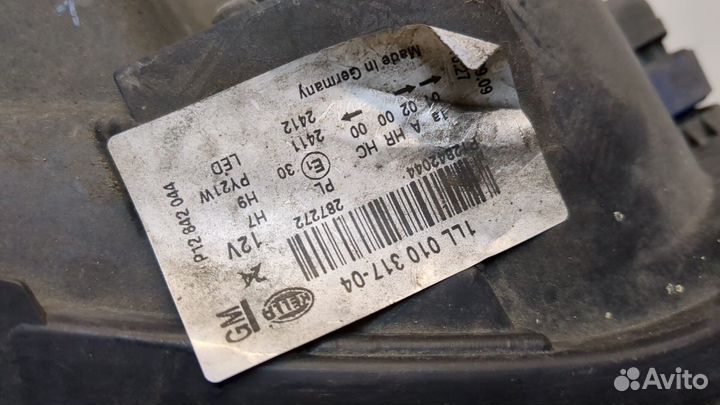 GM
HELLA
1LL 010 317-04
P12842044
287272
12V
H7
H9
PY21W
LED
PL
E1
30
2411
2412
A
HR
HC
02 00 00
Made in Germany
P12 842 044
Avito